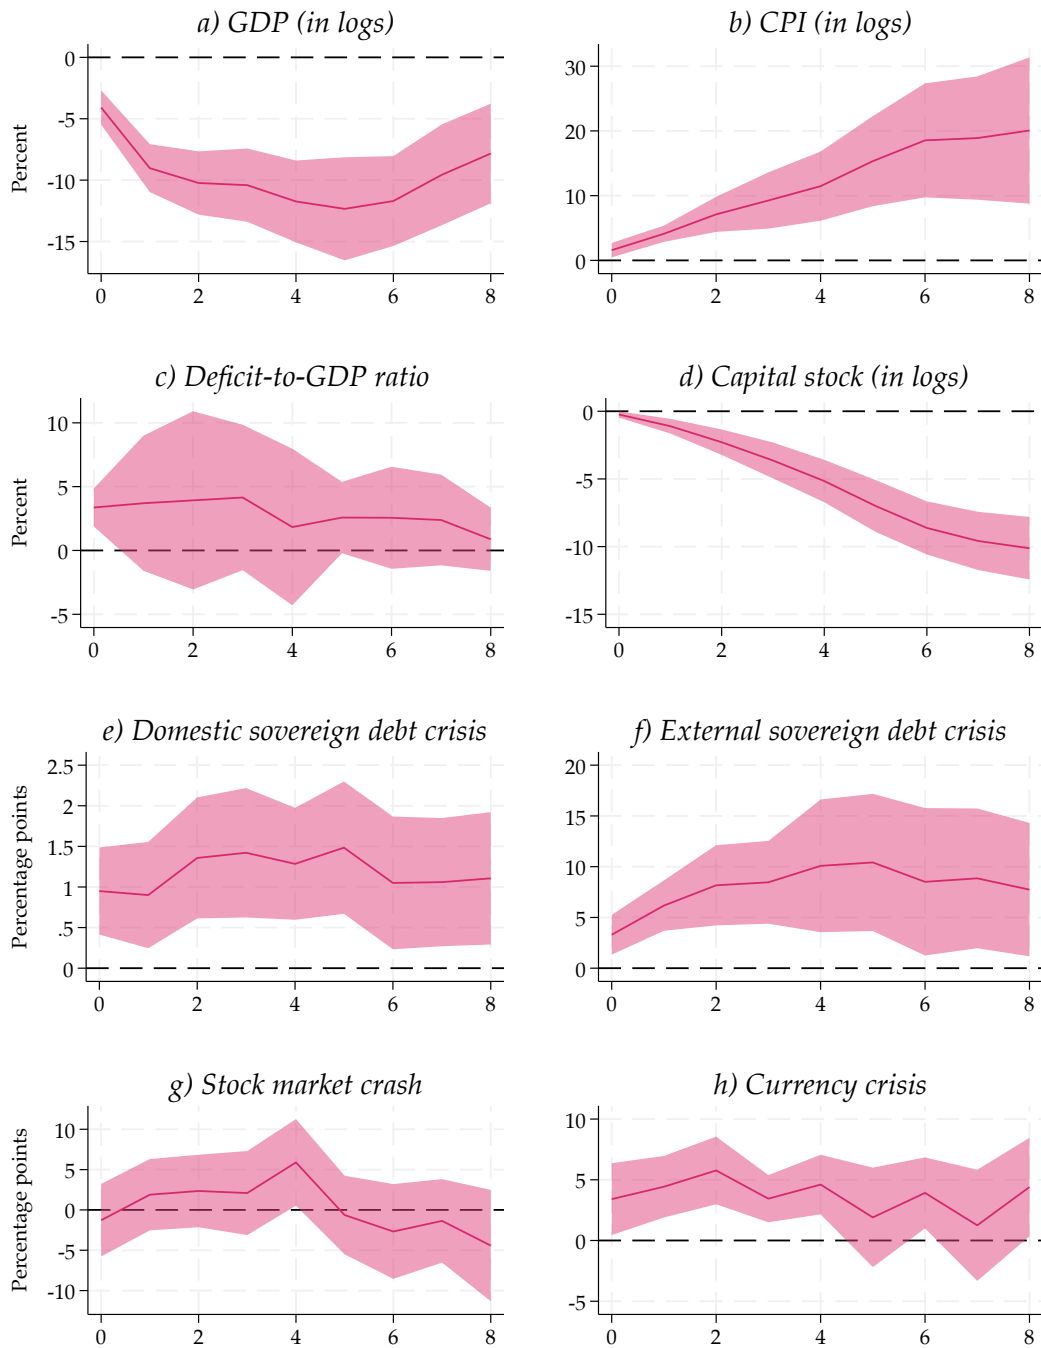 a) GDP (in logs)
Percent
0
-5
-10
-15
0 2 4 6 8
b) CPI (in logs)
30
20
10
0
0 2 4 6 8
c) Deficit-to-GDP ratio
Percent
10
5
0
-5
0 2 4 6 8
d) Capital stock (in logs)
0
-5
-10
-15
0 2 4 6 8
e) Domestic sovereign debt crisis
Percentage points
2.5
2
1.5
1
.5
0
0 2 4 6 8
f) External sovereign debt crisis
20
15
10
5
0
0 2 4 6 8
g) Stock market crash
Percentage points
10
5
0
-5
-10
0 2 4 6 8
h) Currency crisis
10
5
0
-5
0 2 4 6 8